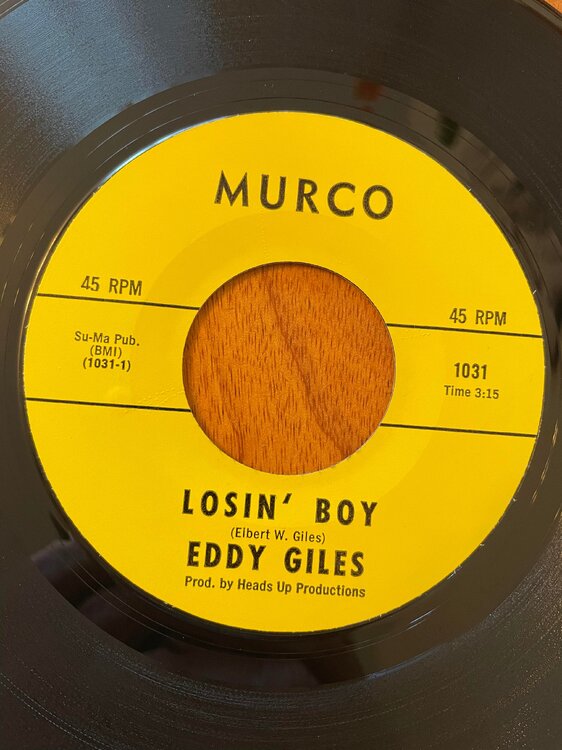 MURCO
45 RPM
45 RPM
Su-Ma Pub.
(BMI)
(1031-1)
1031
Time 3:15
LOSIN' BOY
(Elbert W. Giles)
EDDY GILES
Prod. by Heads Up Productions